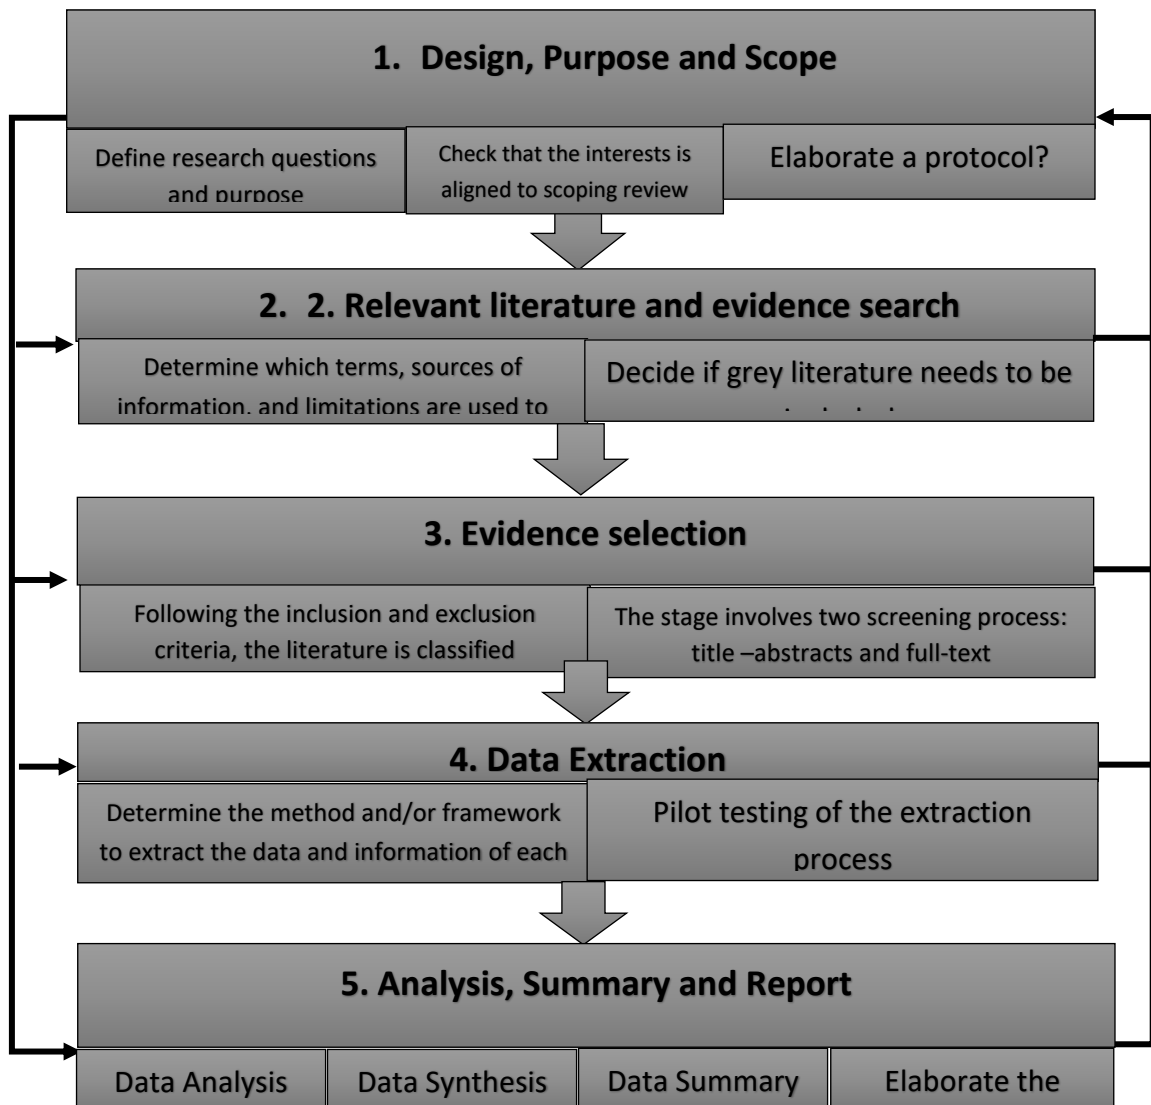 1. Design, Purpose and Scope
Define research questions
and purpose
Check that the interests is
aligned to scoping review
Elaborate a protocol?
2. 2. Relevant literature and evidence search
Determine which terms, sources of
information, and limitations are used to
Decide if grey literature needs to be
3. Evidence selection
Following the inclusion and exclusion
criteria, the literature is classified
The stage involves two screening process:
title –abstracts and full-text
4. Data Extraction
Determine the method and/or framework
to extract the data and information of each
Pilot testing of the extraction
process
5. Analysis, Summary and Report
Data Analysis
Data Synthesis
Data Summary
Elaborate the